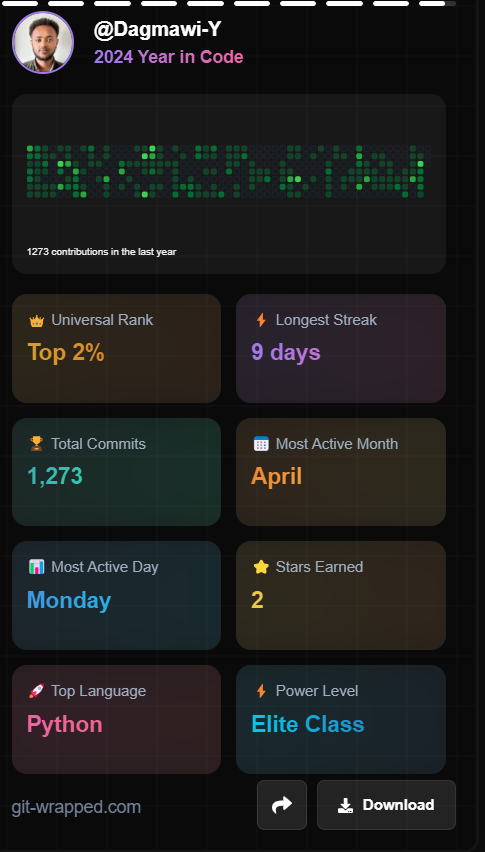 @Dagmawi-Y
2024 Year in Code
1273 contributions in the last year
Universal Rank
Top 2%
Longest Streak
9 days
Total Commits
1,273
Most Active Month
April
Most Active Day
Monday
Stars Earned
2
Top Language
Python
Power Level
Elite Class
git-wrapped.com
Download